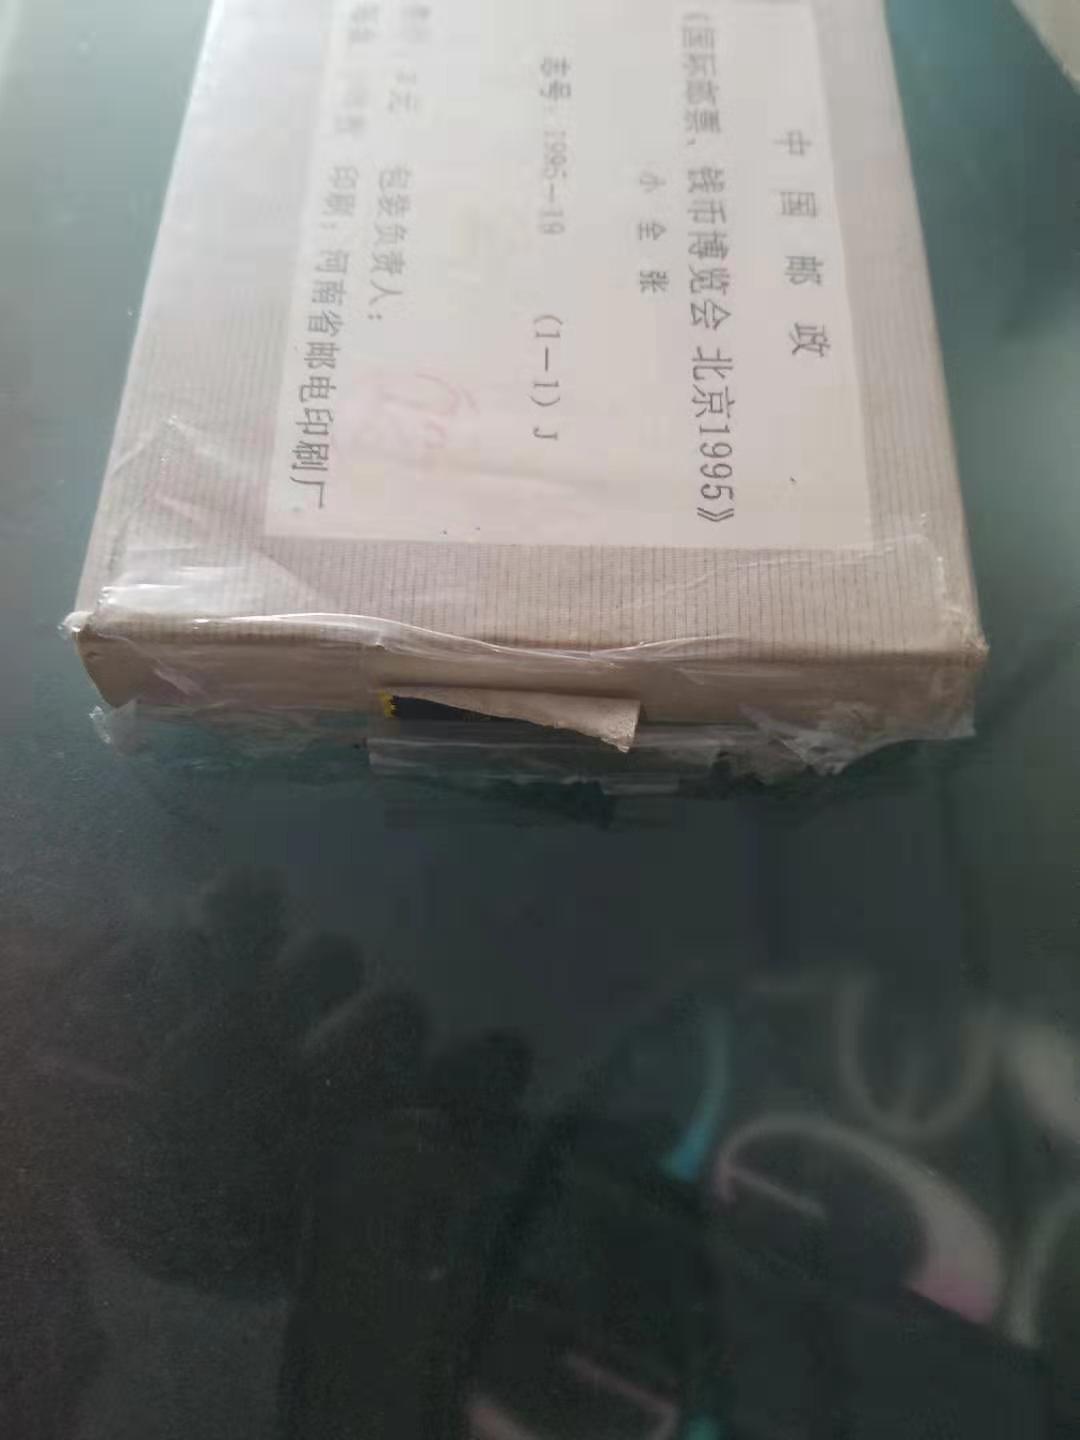 中国邮政
《国际邮票、钱币博览会 北京1995》
小全张
志号：1995—19 (1—1) J
元 包装负责人：
印刷：河南省邮电印刷厂